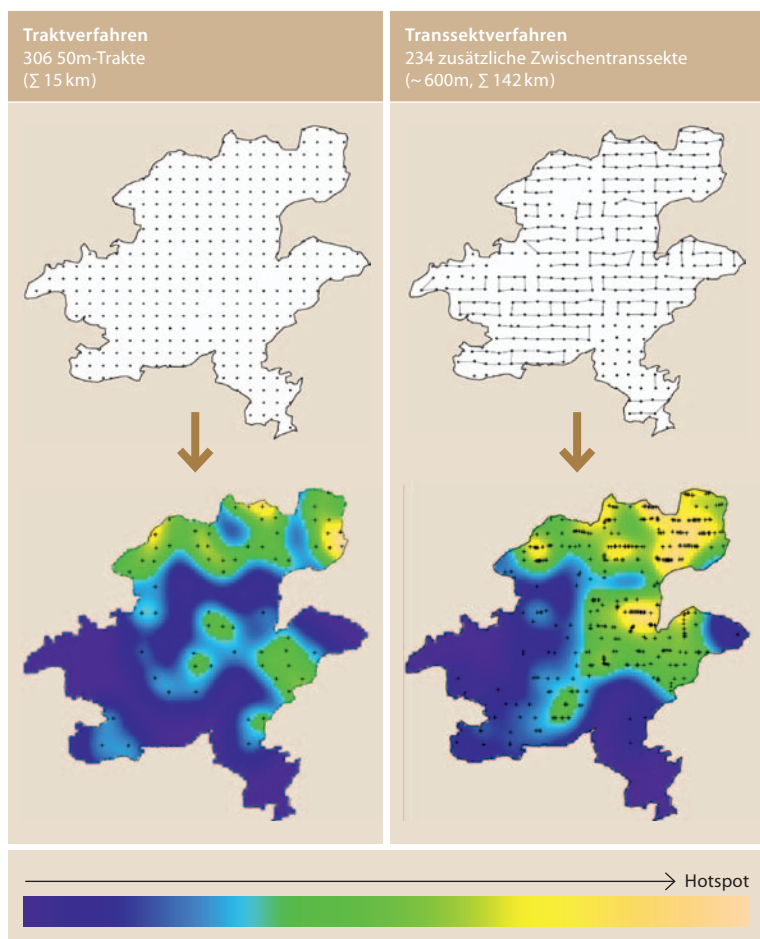 Traktverfahren
306 50m-Trakte
(∑ 15 km)
Transsektverfahren
234 zusätzliche Zwischentranssekte
(~ 600m, ∑ 142 km)
Hotspot